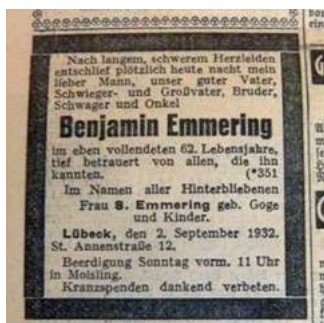 Nach langem, schwerem Herzleiden
entschlief plötzlich heute nacht mein
lieber Mann, unser guter Vater,
Schwieger- und Großvater, Bruder,
Schwager und Onkel
Benjamin Emmering
im eben vollendeten 62. Lebensjahre,
tief betrauert von allen, die ihn
kannten. (*351
Im Namen aller Hinterbliebenen
Frau S. Emmering geb. Goge
und Kinder.
Lübeck, den 2. September 1932.
St. Annenstraße 12.
Beerdigung Sonntag vorm. 11 Uhr
in Moisling.
Kranzspenden dankend verbeten.